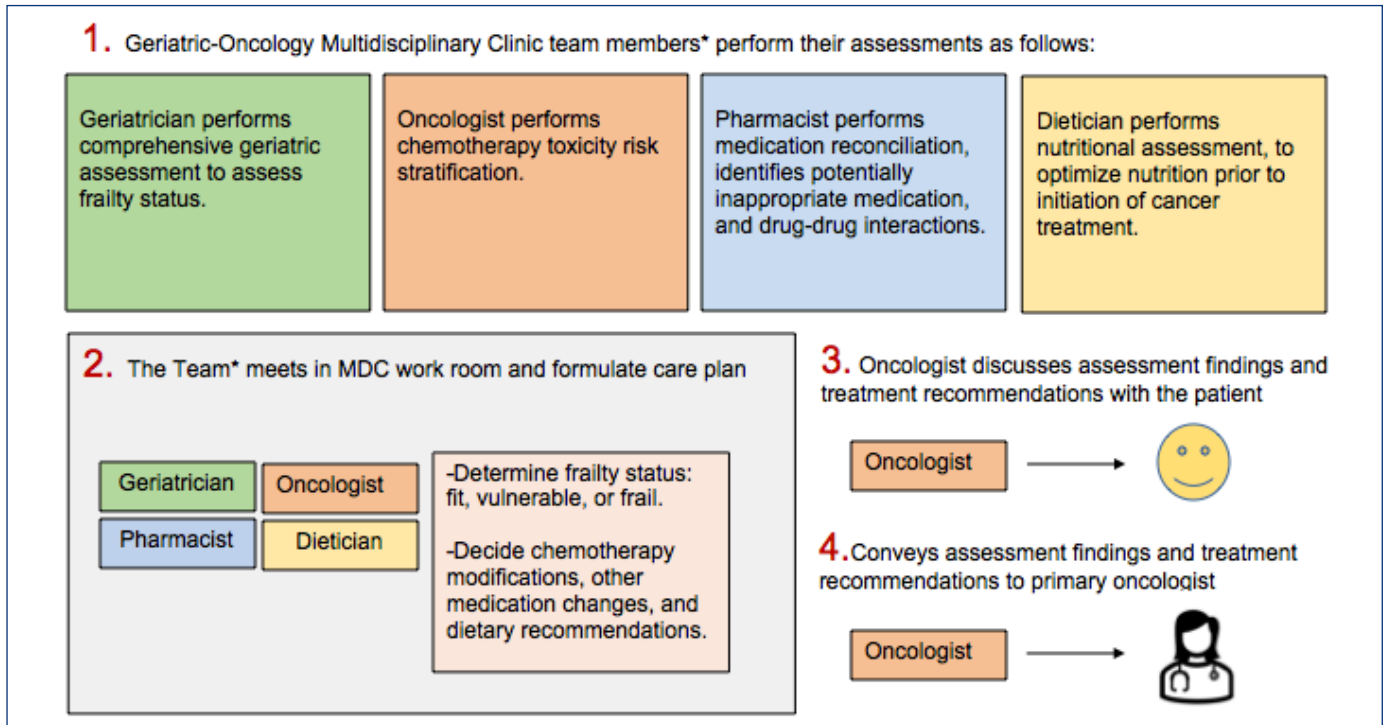 1. Geriatric-Oncology Multidisciplinary Clinic team members* perform their assessments as follows:
Geriatrician performs
comprehensive geriatric
assessment to assess
frailty status.
Oncologist performs
chemotherapy toxicity risk
stratification.
Pharmacist performs
medication reconciliation,
identifies potentially
inappropriate medication,
and drug-drug interactions.
Dietician performs
nutritional assessment, to
optimize nutrition prior to
initiation of cancer
treatment.
2. The Team* meets in MDC work room and formulate care plan
Geriatrician
Oncologist
Pharmacist
Dietician
-Determine frailty status:
fit, vulnerable, or frail.
-Decide chemotherapy
modifications, other
medication changes, and
dietary recommendations.
3. Oncologist discusses assessment findings and
treatment recommendations with the patient
Oncologist
4.Conveys assessment findings and treatment
recommendations to primary oncologist
Oncologist